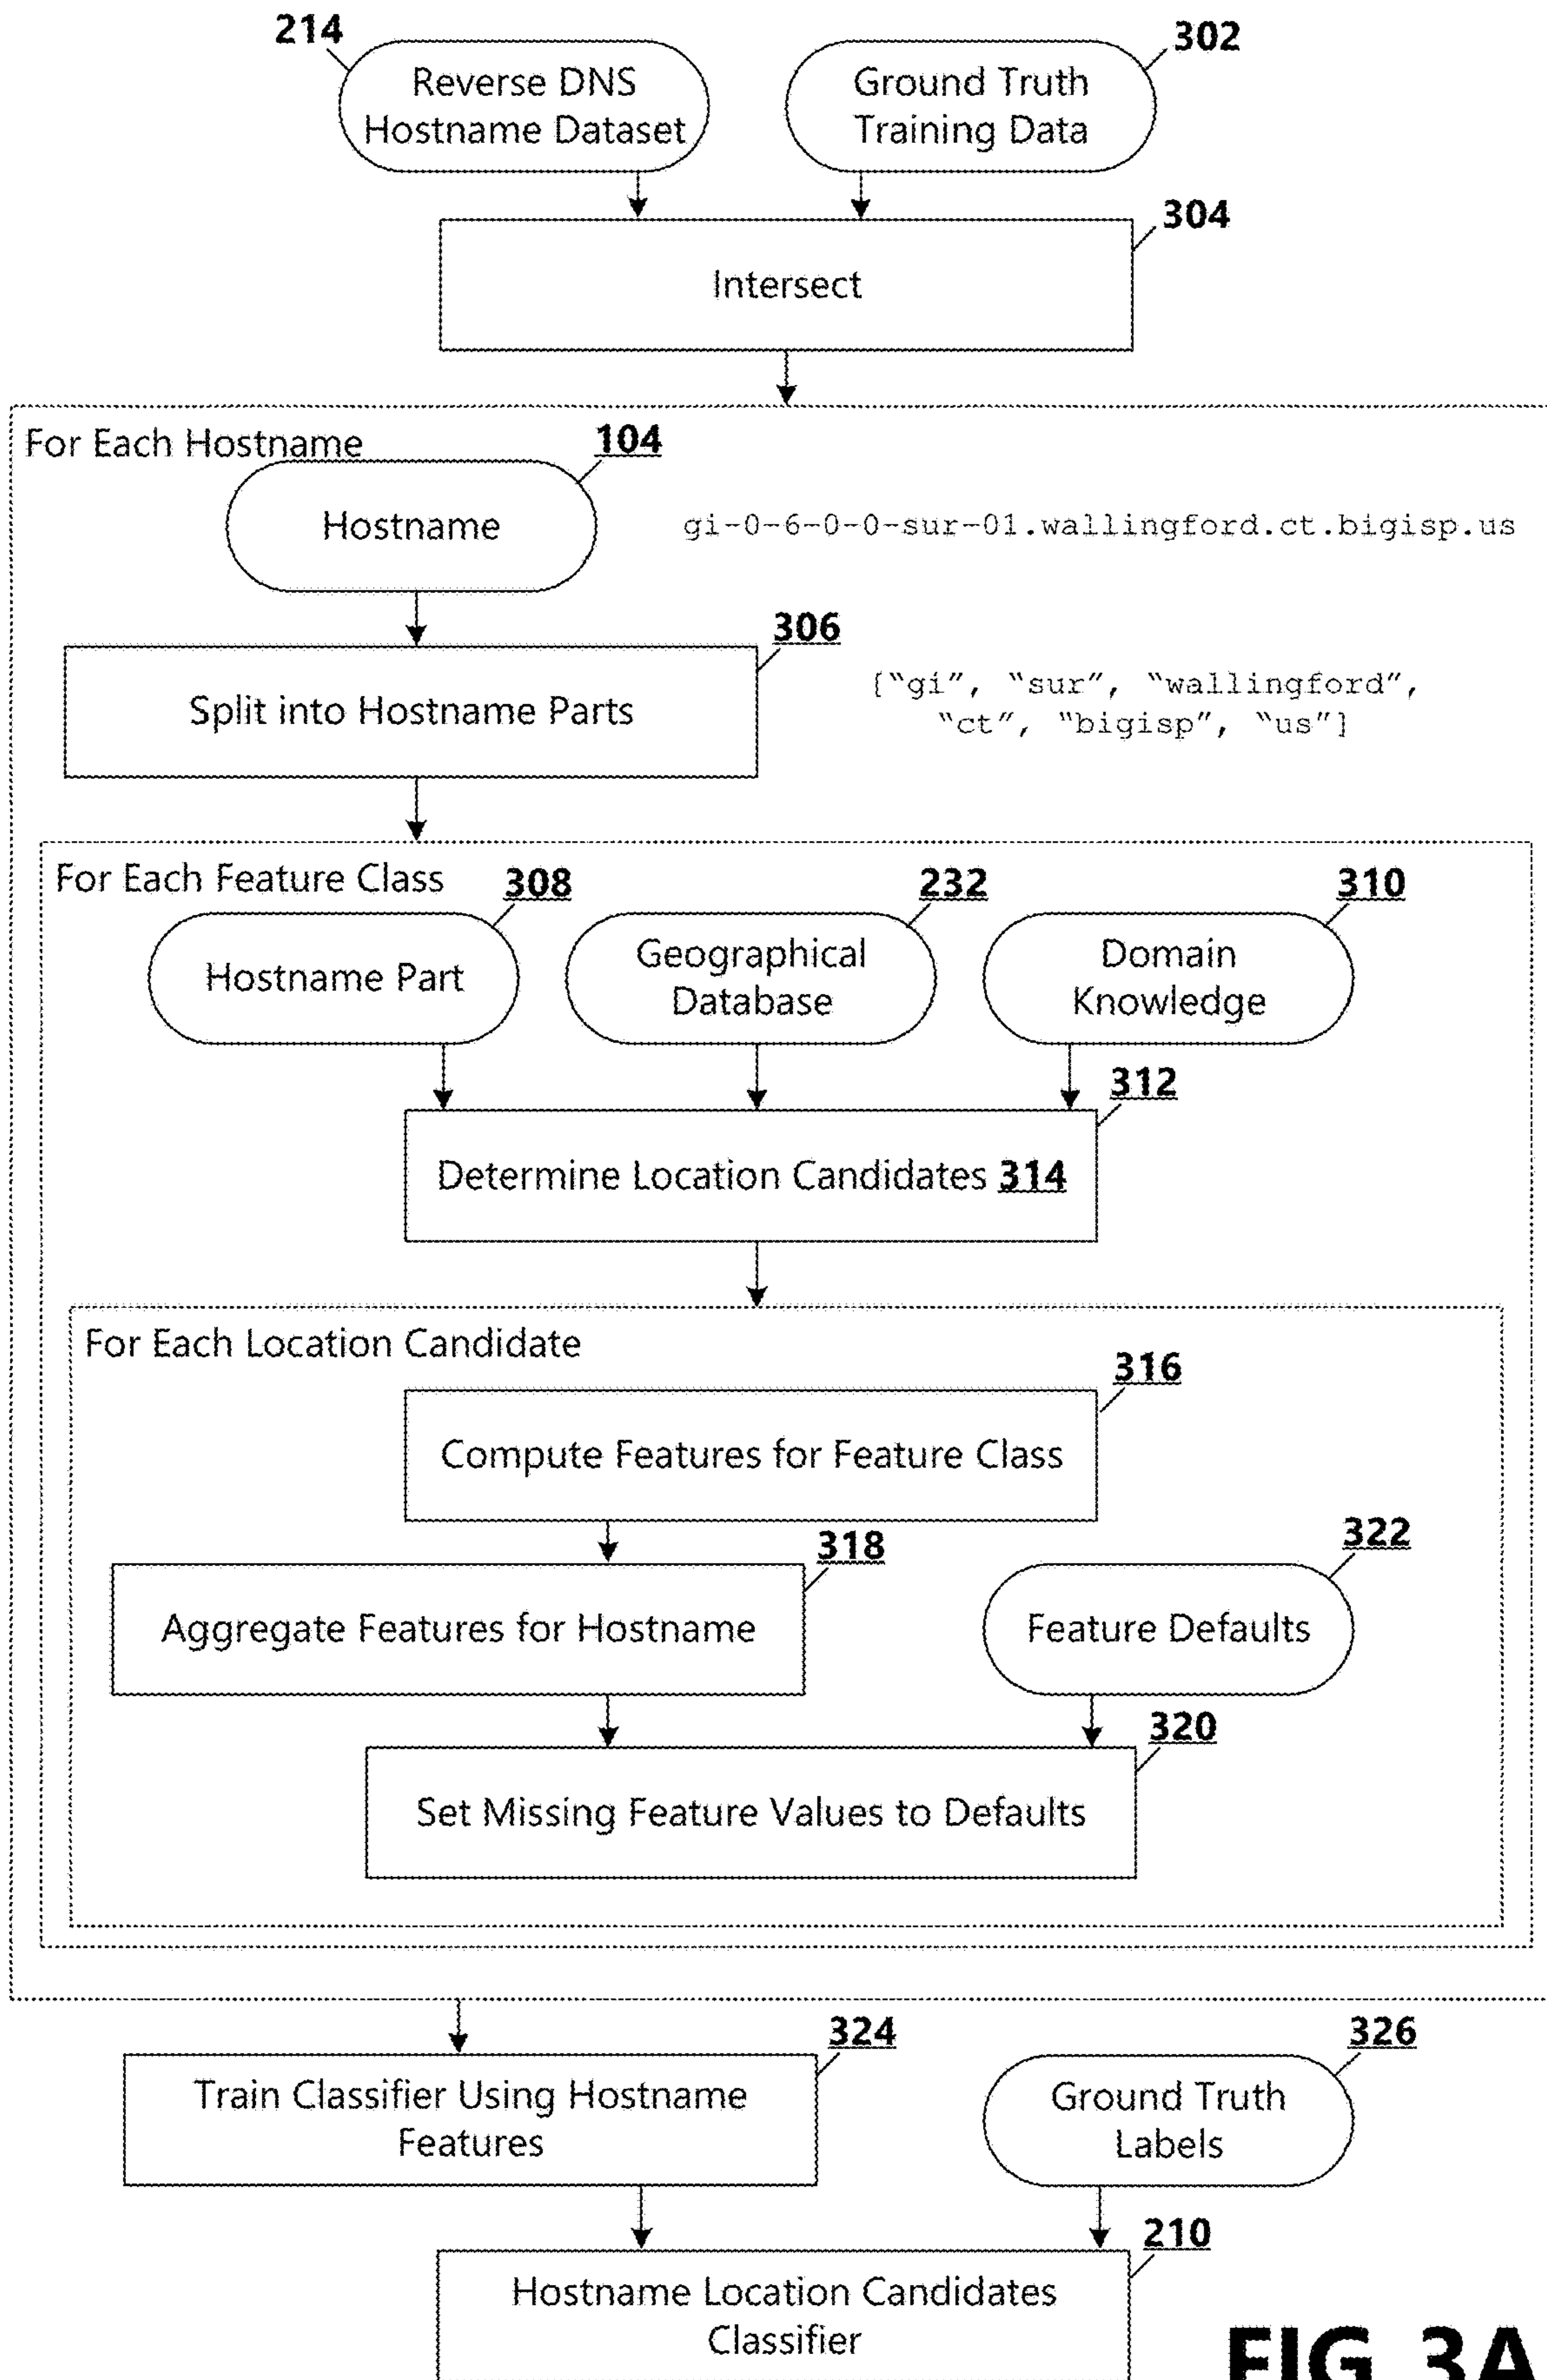 214
302
Reverse DNS
Hostname Dataset
Ground Truth
Training Data
304
Intersect
For Each Hostname
104
Hostname
gi-0-6-0-0-sur-01.wallingford.ct.bigisp.us
306
Split into Hostname Parts
[“gi”, “sur”, “wallingford”,
“ct”, “bigisp”, “us”]
For Each Feature Class
308
232
310
Hostname Part
Geographical
Database
Domain
Knowledge
312
Determine Location Candidates 314
For Each Location Candidate
316
Compute Features for Feature Class
318
322
Aggregate Features for Hostname
Feature Defaults
320
Set Missing Feature Values to Defaults
324
326
Train Classifier Using Hostname
Features
Ground Truth
Labels
210
Hostname Location Candidates
Classifier
FIG. 3A